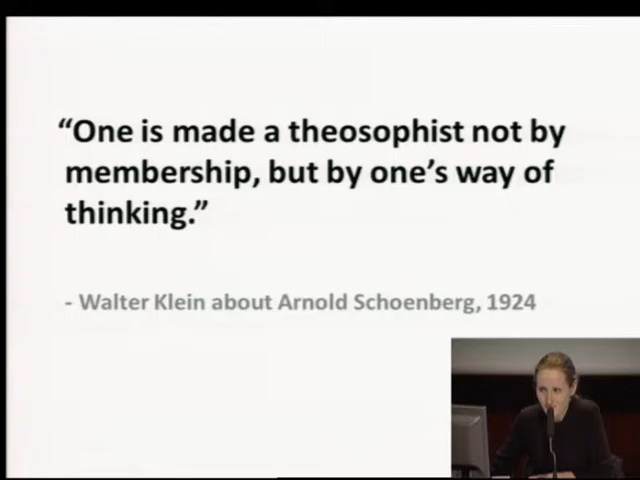 “One is made a theosophist not by
membership, but by one’s way of
thinking.”
- Walter Klein about Arnold Schoenberg, 1924